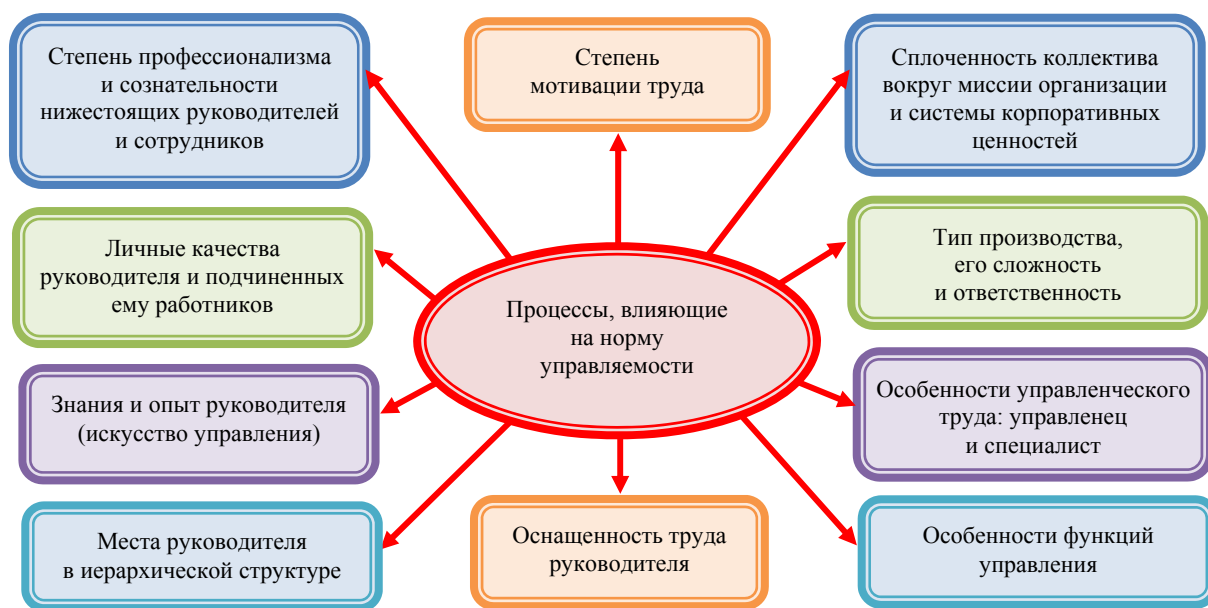 Степень профессионализма
и сознательности
нижестоящих руководителей
и сотрудников
Степень
мотивации труда
Сплоченность коллектива
вокруг миссии организации
и системы корпоративных
ценностей
Личные качества
руководителя и подчиненных
ему работников
Процессы, влияющие
на норму
управляемости
Тип производства,
его сложность
и ответственность
Знания и опыт руководителя
(искусство управления)
Особенности управленческого
труда: управленец
и специалист
Места руководителя
в иерархической структуре
Оснащенность труда
руководителя
Особенности функций
управления